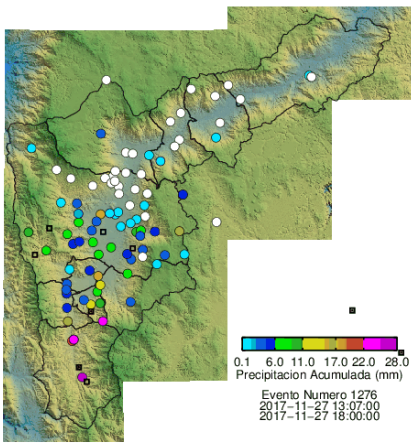 0.1 6.0 11.0 17.0 22.0 28.0
Precipitacion Acumulada (mm)
Evento Numero 1276
2017-11-27 13:07:00
2017-11-27 18:00:00